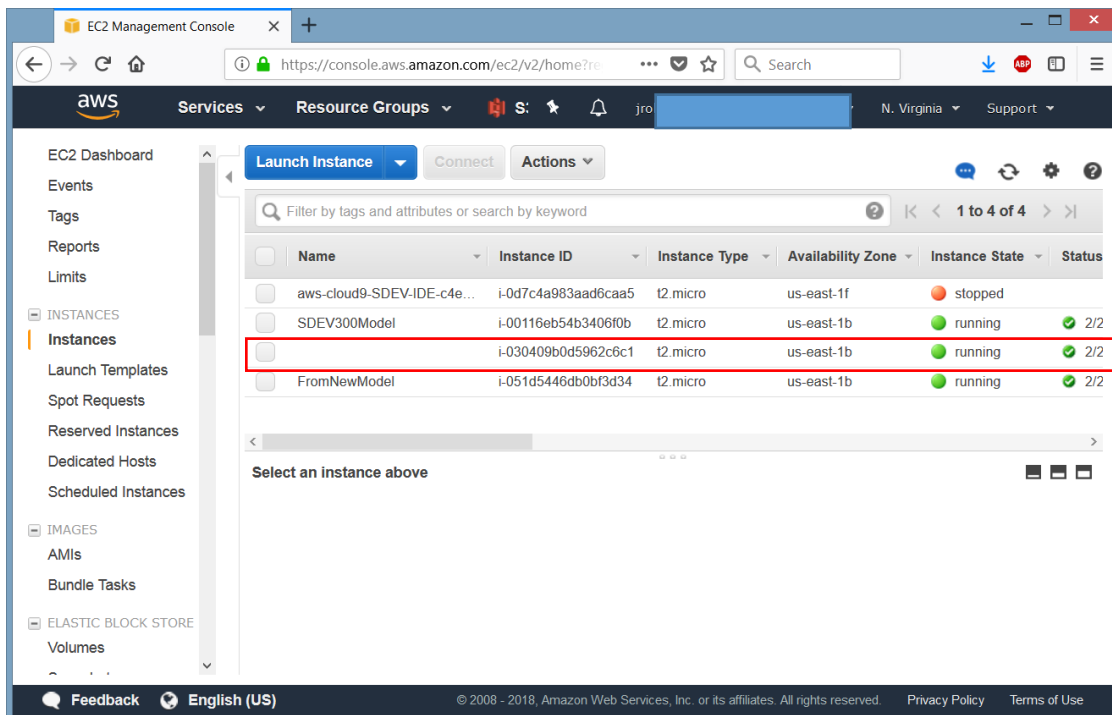 EC2 Management Console
https://console.aws.amazon.com/ec2/v2/home?re
Search
ABP
aws
Services
Resource Groups
S:
jro
N. Virginia
Support
EC2 Dashboard
Events
Tags
Reports
Limits
INSTANCES
Instances
Launch Templates
Spot Requests
Reserved Instances
Dedicated Hosts
Scheduled Instances
IMAGES
AMIs
Bundle Tasks
ELASTIC BLOCK STORE
Volumes
Launch Instance Connect Actions
Filter by tags and attributes or search by keyword 1 to 4 of 4
Name Instance ID Instance Type Availability Zone Instance State Status
aws-cloud9-SDEV-IDE-c4e... i-0d7c4a983aad6caa5 t2.micro us-east-1f stopped
SDEV300Model i-00116eb54b3406f0b t2.micro us-east-1b running 2/2
i-030409b0d5962c6c1 t2.micro us-east-1b running 2/2
FromNewModel i-051d5446db0bf3d34 t2.micro us-east-1b running 2/2
Select an instance above
Feedback English (US) © 2008 - 2018, Amazon Web Services, Inc. or its affiliates. All rights reserved. Privacy Policy Terms of Use